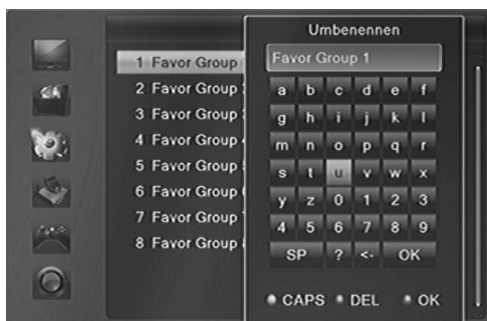 Umbenennen
Favor Group 1
1 Favor Group
2 Favor Group
3 Favor Group
4 Favor Group
5 Favor Group
6 Favor Group
7 Favor Group
8 Favor Group
a b c d e f
g h i j k l
m n o p q r
s t u v w x
y z 0 1 2 3
4 5 6 7 8 9
SP ? <- OK
CAPS DEL OK